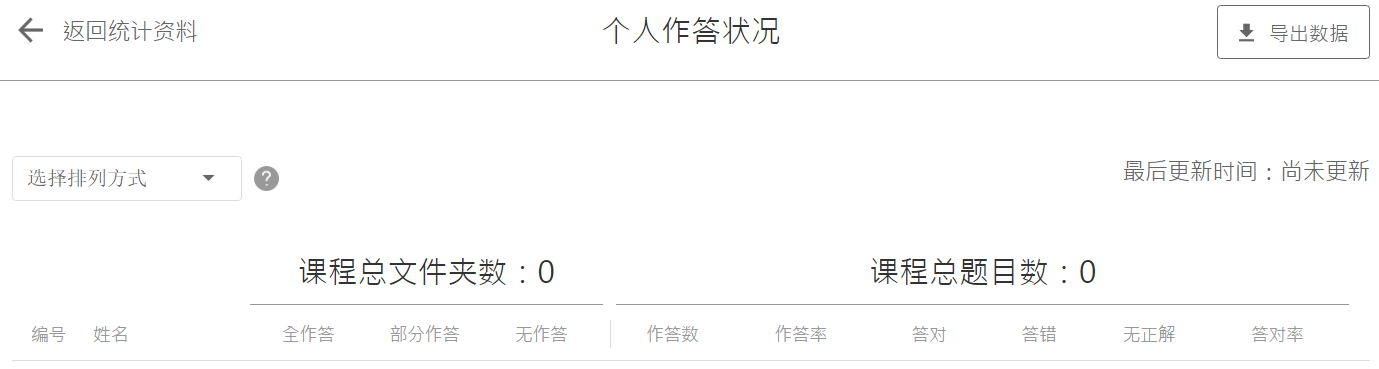 返回统计资料 个人作答状况 导出数据
选择排列方式 ? 最后更新时间：尚未更新
课程总文件夹数：0 课程总题目数：0
编号 姓名 全作答 部分作答 无作答 作答数 作答率 答对 答错 无正解 答对率